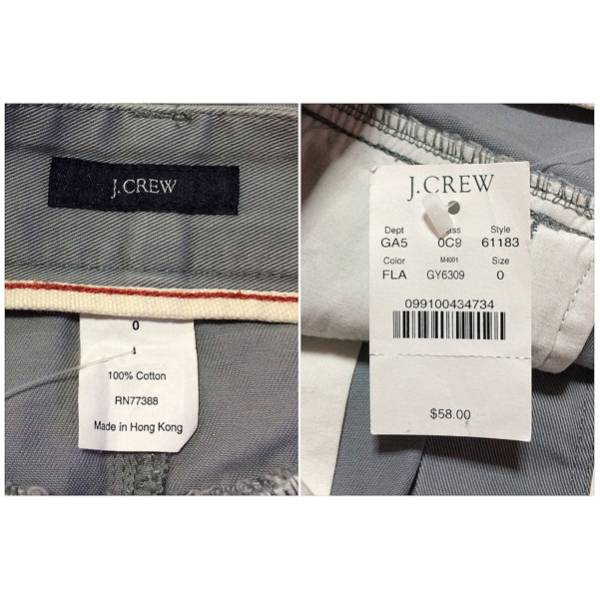 J.CREW
0
100% Cotton
RN77388
Made in Hong Kong
J.CREW
Dept Style
GA5 0C9 61183
Color M4001 Size
FLA GY6309 0
099100434734
$58.00